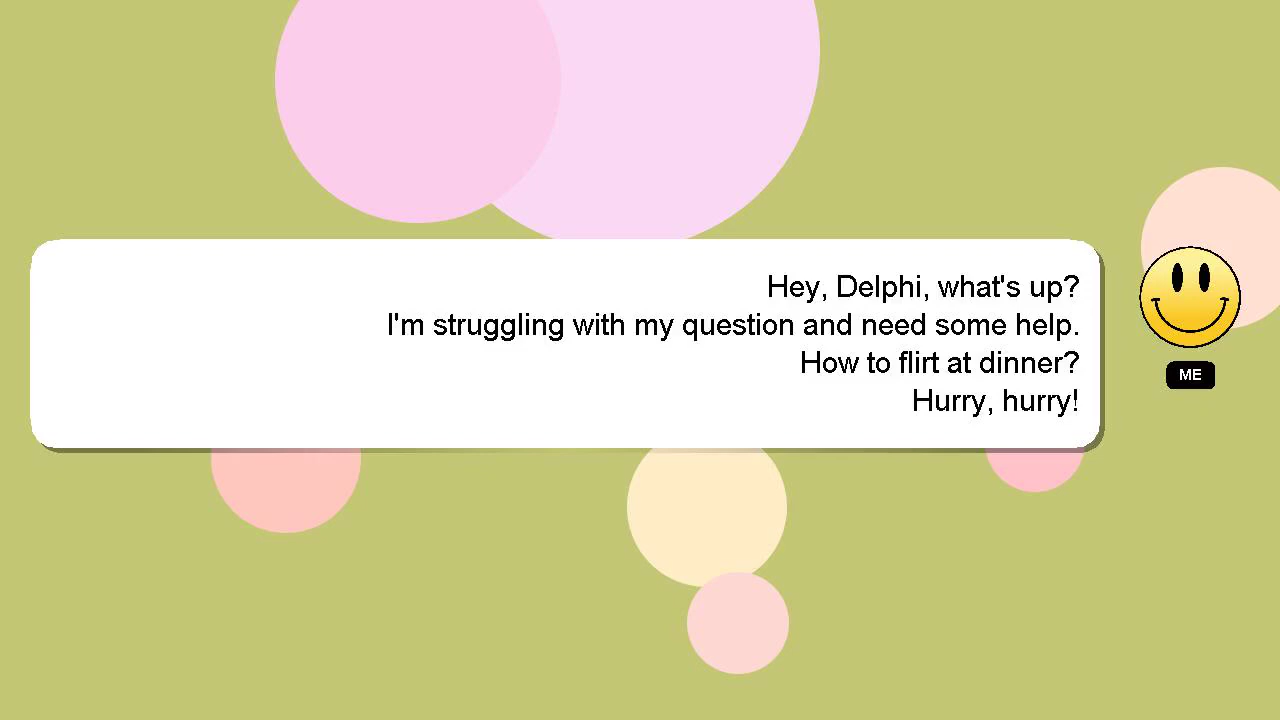 Hey, Delphi, what's up?
I'm struggling with my question and need some help.
How to flirt at dinner?
Hurry, hurry!
ME